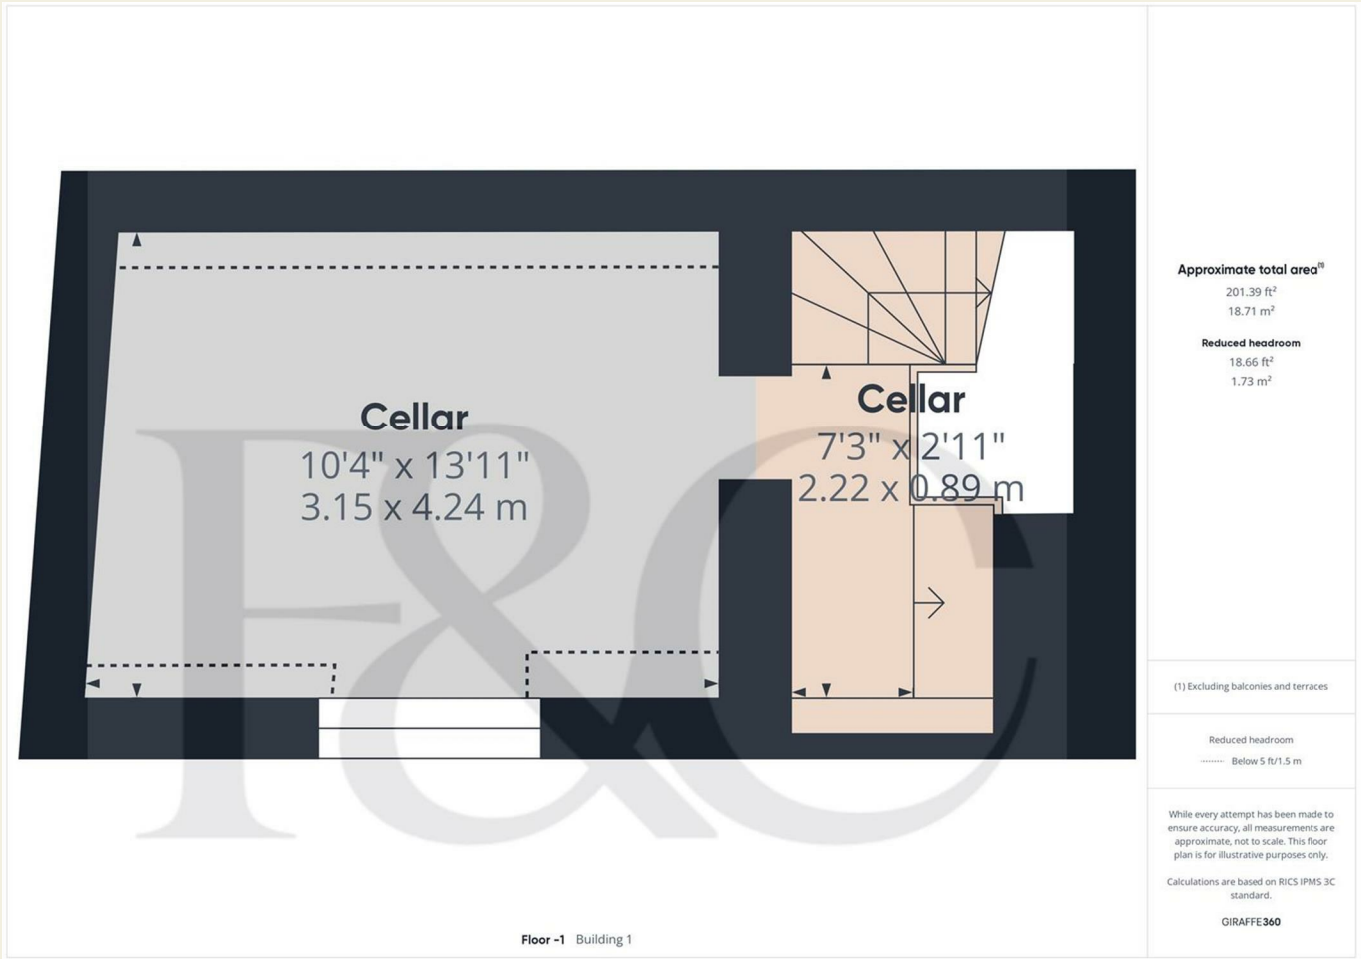 Cellar
10'4" x 13'11"
3.15 x 4.24 m
Cellar
7'3" x 2'11"
2.22 x 0.89 m
F&C
Floor -1 Building 1
Approximate total area(1)
201.39 ft²
18.71 m²
Reduced headroom
18.66 ft²
1.73 m²
(1) Excluding balconies and terraces
Reduced headroom
Below 5 ft/1.5 m
While every attempt has been made to
ensure accuracy, all measurements are
approximate, not to scale. This floor
plan is for illustrative purposes only.
Calculations are based on RICS IPMS 3C
standard.
GIRAFFE360